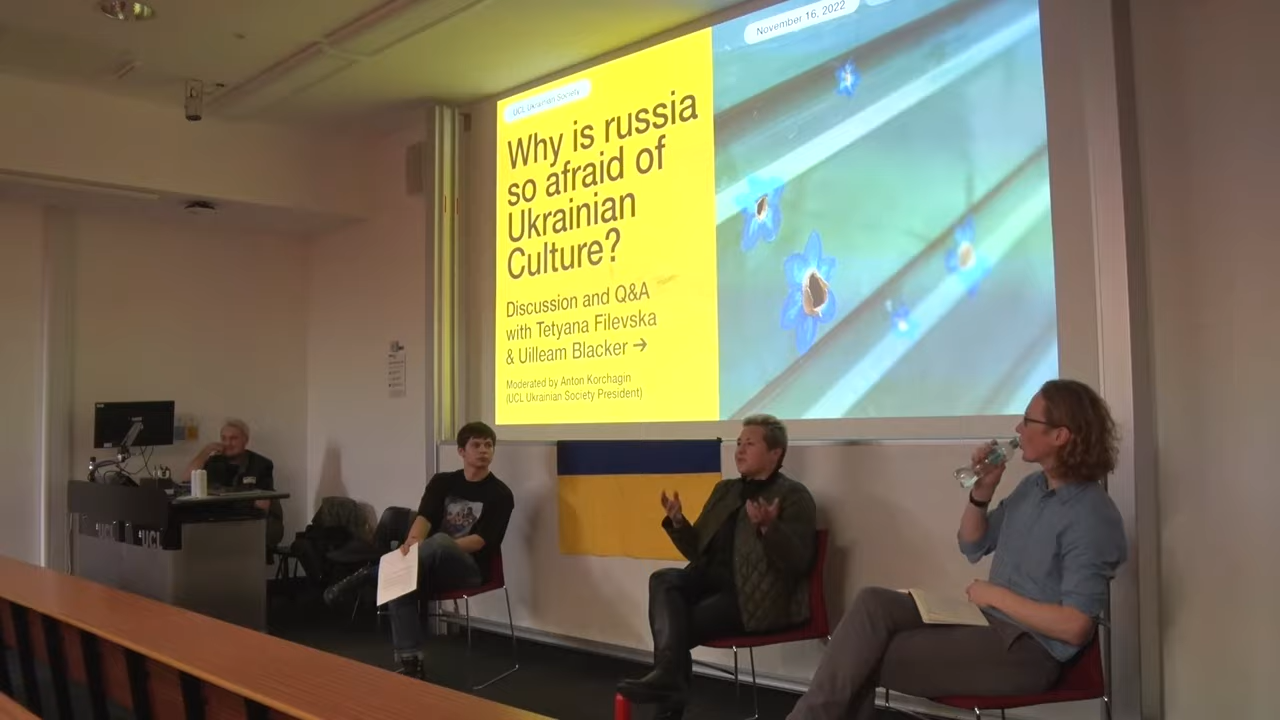 November 16, 2022
UCL Ukrainian Society
Why is russia
so afraid of
Ukrainian
Culture?
Discussion and Q&A
with Tetyana Filevska
& Uilleam Blacker →
Moderated by Anton Korchagin
(UCL Ukrainian Society President)
UCL
UCL